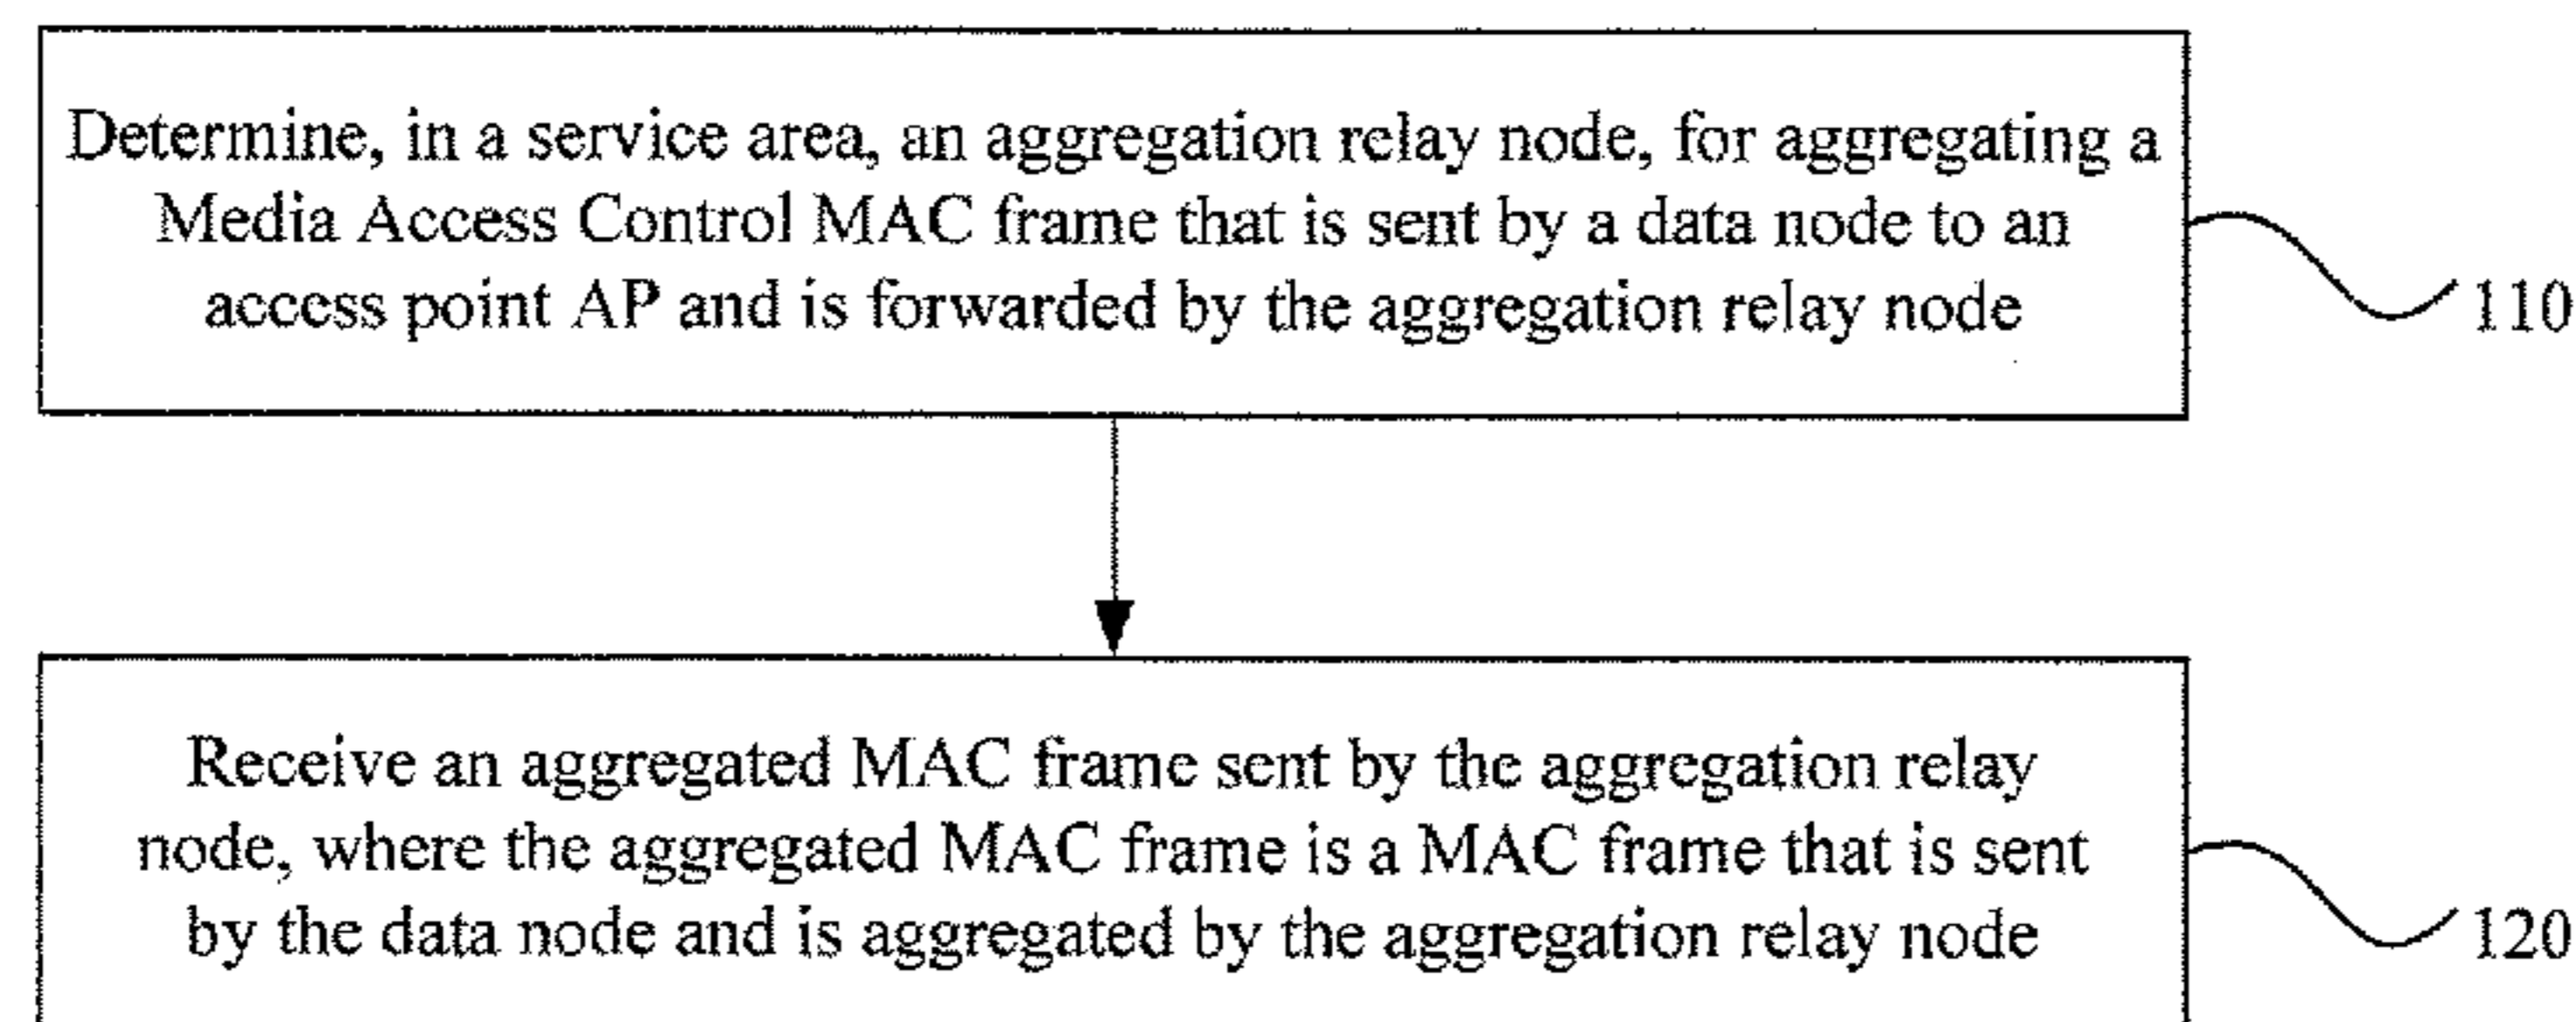 Determine, in a service area, an aggregation relay node, for aggregating a
Media Access Control MAC frame that is sent by a data node to an
access point AP and is forwarded by the aggregation relay node
110
Receive an aggregated MAC frame sent by the aggregation relay
node, where the aggregated MAC frame is a MAC frame that is sent
by the data node and is aggregated by the aggregation relay node
120